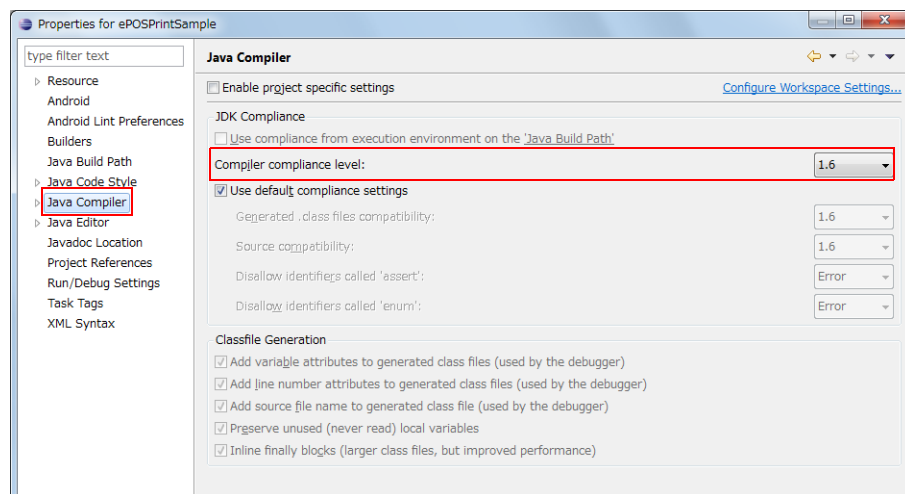 Properties for ePOSPrintSample
type filter text
Resource
Android
Android Lint Preferences
Builders
Java Build Path
Java Code Style
Java Compiler
Java Editor
Javadoc Location
Project References
Run/Debug Settings
Task Tags
XML Syntax
Java Compiler
Enable project specific settings
Configure Workspace Settings...
JDK Compliance
Use compliance from execution environment on the 'Java Build Path'
Compiler compliance level: 1.6
Use default compliance settings
Generated .class files compatibility: 1.6
Source compatibility: 1.6
Disallow identifiers called 'assert': Error
Disallow identifiers called 'enum': Error
Classfile Generation
Add variable attributes to generated class files (used by the debugger)
Add line number attributes to generated class files (used by the debugger)
Add source file name to generated class file (used by the debugger)
Preserve unused (never read) local variables
Inline finally blocks (larger class files, but improved performance)